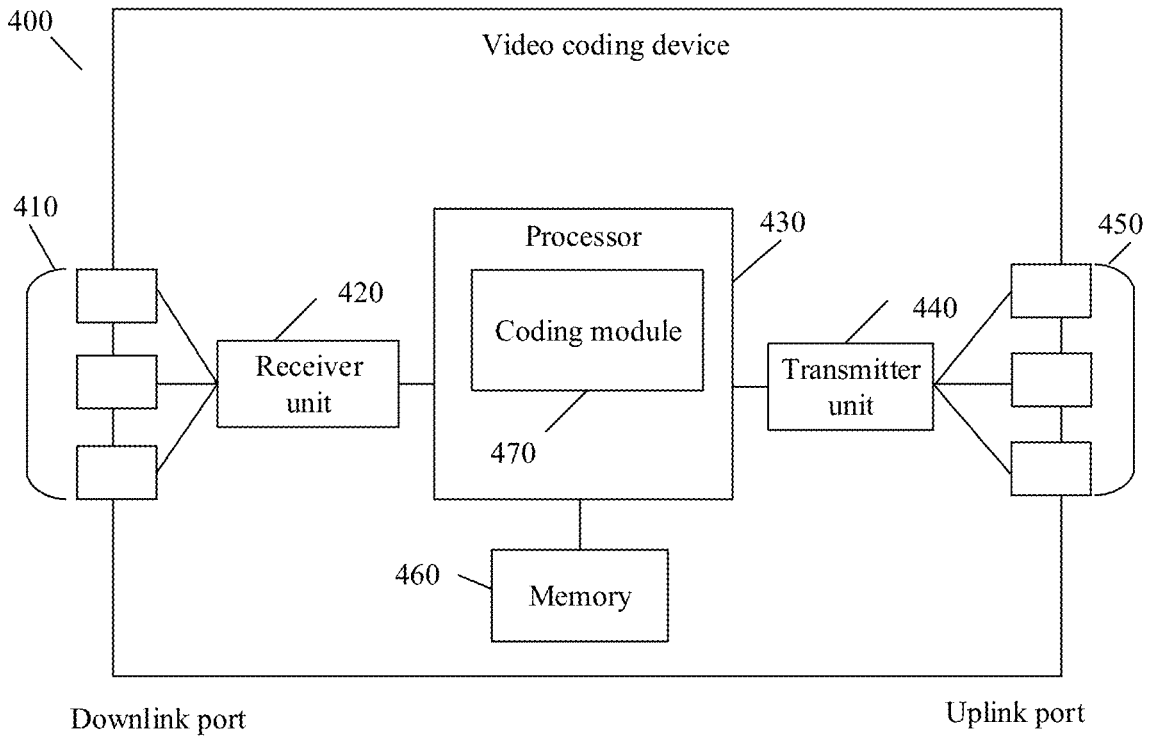 400
Video coding device
410
Processor
430
450
420
Coding module
440
Receiver
unit
Transmitter
unit
470
460
Memory
Downlink port
Uplink port